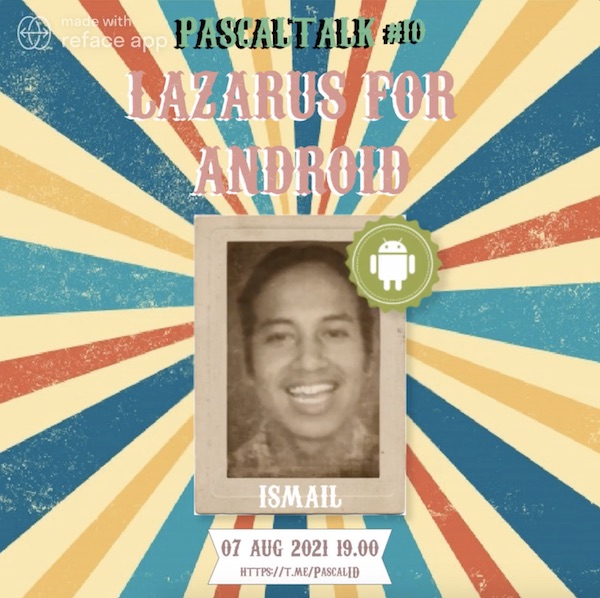 made with
reface app
PASCALTALK #10
LAZARUS FOR
ANDROID
ISMAIL
07 AUG 2021 19.00
HTTPS://T.ME/PASCALID